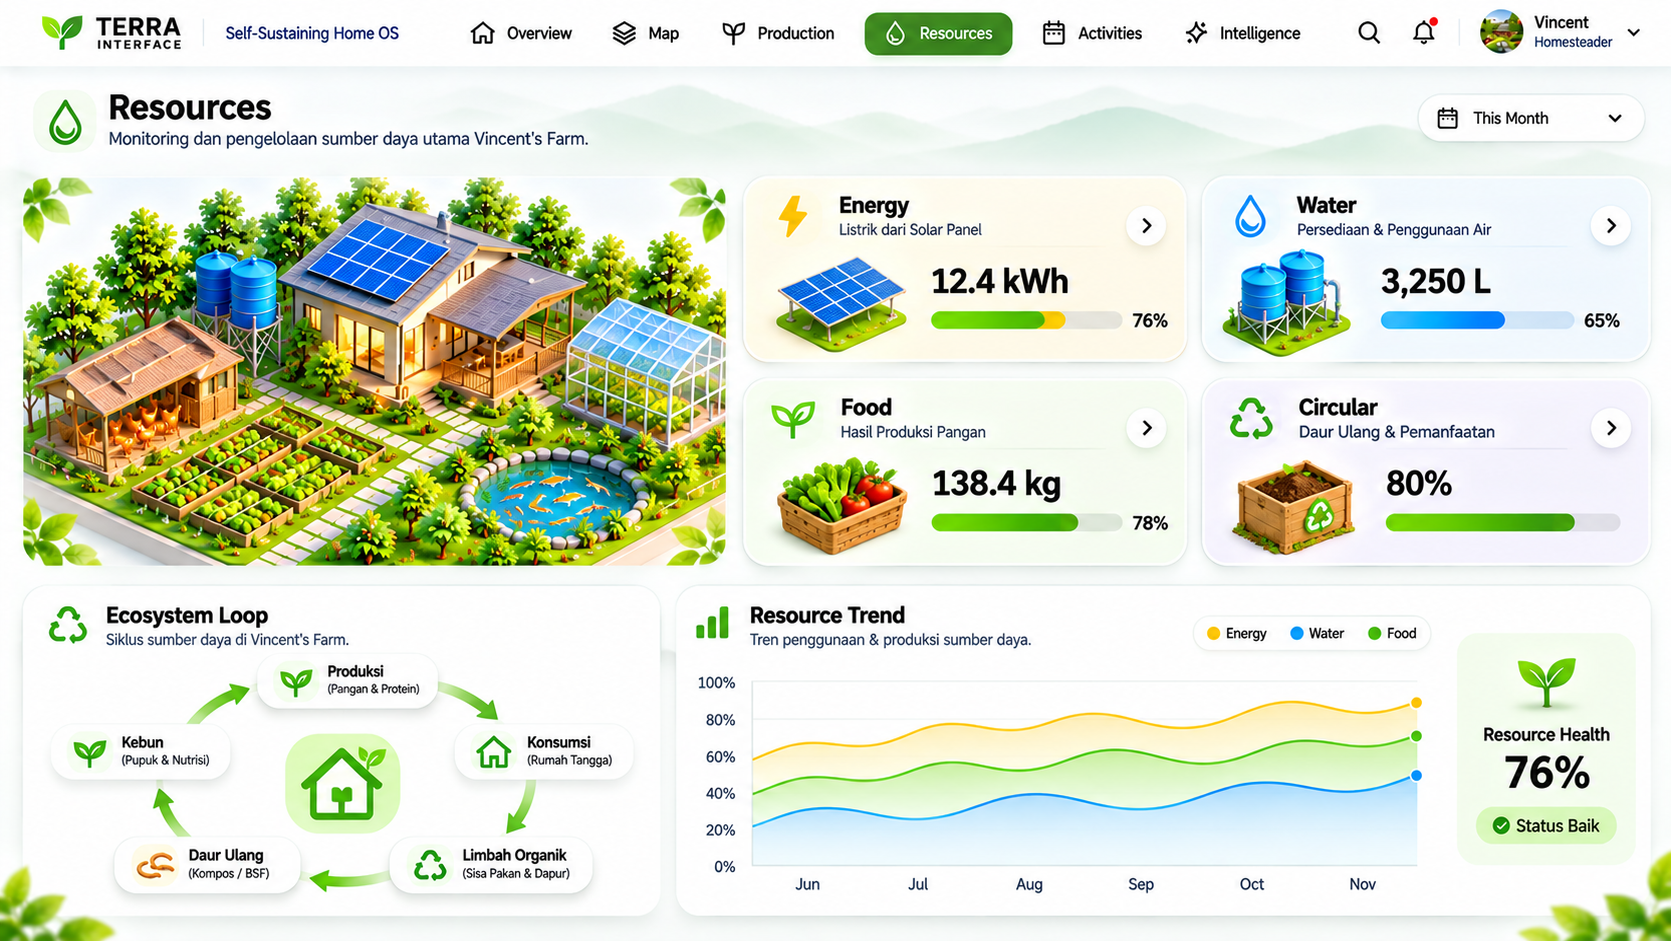 TERRA
INTERFACE
Self-Sustaining Home OS
Overview
Map
Production
Resources
Activities
Intelligence
Vincent
Homesteader
Resources
Monitoring dan pengelolaan sumber daya utama Vincent's Farm.
This Month
Energy
Listrik dari Solar Panel
12.4 kWh
76%
Water
Persediaan & Penggunaan Air
3,250 L
65%
Food
Hasil Produksi Pangan
138.4 kg
78%
Circular
Daur Ulang & Pemanfaatan
80%
Ecosystem Loop
Siklus sumber daya di Vincent's Farm.
Produksi
(Pangan & Protein)
Kebun
(Pupuk & Nutrisi)
Konsumsi
(Rumah Tangga)
Daur Ulang
(Kompos / BSF)
Limbah Organik
(Sisa Pakan & Dapur)
Resource Trend
Tren penggunaan & produksi sumber daya.
Energy
Water
Food
100%
80%
60%
40%
20%
0%
Jun
Jul
Aug
Sep
Oct
Nov
Resource Health
76%
Status Baik